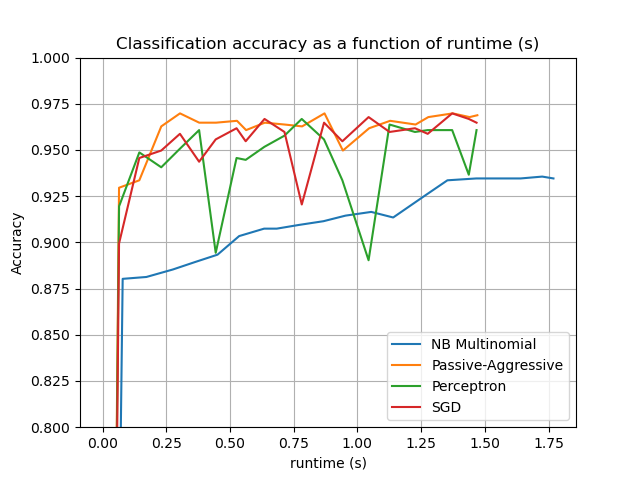 Classification accuracy as a function of runtime (s)
1.000
0.975
0.950
0.925
0.900
0.875
0.850
0.825
0.800
Accuracy
NB Multinomial
Passive-Aggressive
Perceptron
SGD
0.00 0.25 0.50 0.75 1.00 1.25 1.50 1.75
runtime (s)